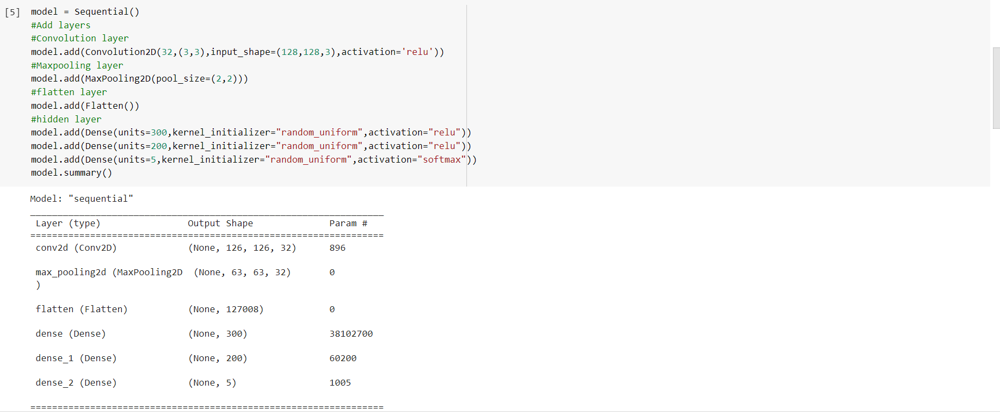 [5] model = Sequential()
#Add layers
#Convolution layer
model.add(Convolution2D(32,(3,3),input_shape=(128,128,3),activation='relu'))
#Maxpooling layer
model.add(MaxPooling2D(pool_size=(2,2)))
#flatten layer
model.add(Flatten())
#hidden layer
model.add(Dense(units=300,kernel_initializer="random_uniform",activation="relu"))
model.add(Dense(units=200,kernel_initializer="random_uniform",activation="relu"))
model.add(Dense(units=5,kernel_initializer="random_uniform",activation="softmax"))
model.summary()
Model: "sequential"
_________________________________________________________________
Layer (type) Output Shape Param #
=================================================================
conv2d (Conv2D) (None, 126, 126, 32) 896
max_pooling2d (MaxPooling2D (None, 63, 63, 32) 0
)
flatten (Flatten) (None, 127008) 0
dense (Dense) (None, 300) 38102700
dense_1 (Dense) (None, 200) 60200
dense_2 (Dense) (None, 5) 1005
=================================================================